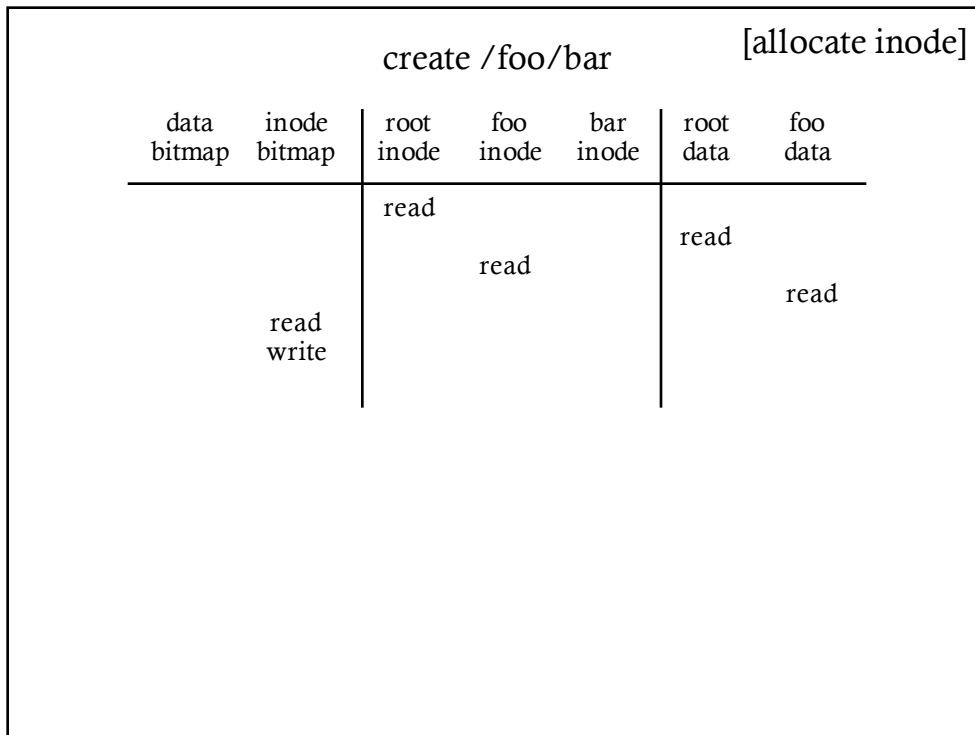 [allocate inode]
create /foo/bar
data inode root foo bar root foo
bitmap bitmap inode inode inode data data
read
read
read
read
read
write